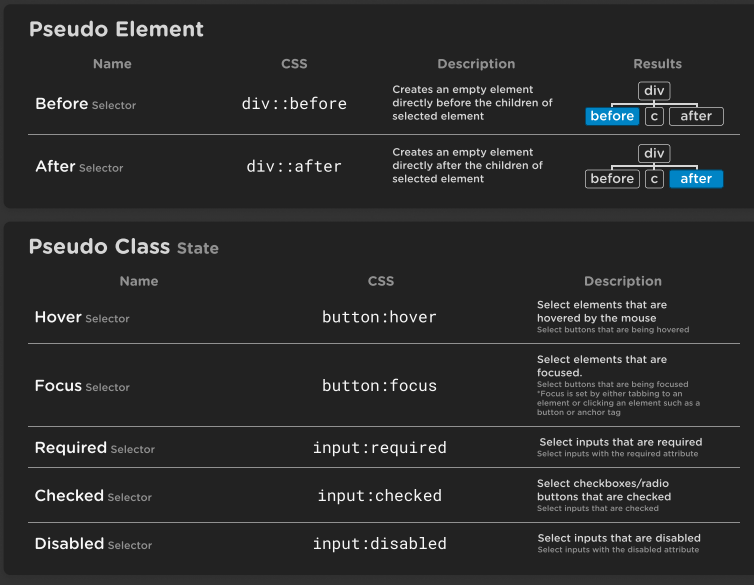 Pseudo Element
Name CSS Description Results
Before Selector div::before Creates an empty element
directly before the children of
selected element
div
before c after
After Selector div::after Creates an empty element
directly after the children of
selected element
div
before c after
Pseudo Class State
Name CSS Description
Hover Selector button:hover Select elements that are
hovered by the mouse
Select buttons that are being hovered
Focus Selector button:focus Select elements that are
focused.
Select buttons that are being focused
*Focus is set by either tabbing to an
element or clicking an element such as a
button or anchor tag
Required Selector input:required Select inputs that are required
Select inputs with the required attribute
Checked Selector input:checked Select checkboxes/radio
buttons that are checked
Select inputs that are checked
Disabled Selector input:disabled Select inputs that are disabled
Select inputs with the disabled attribute